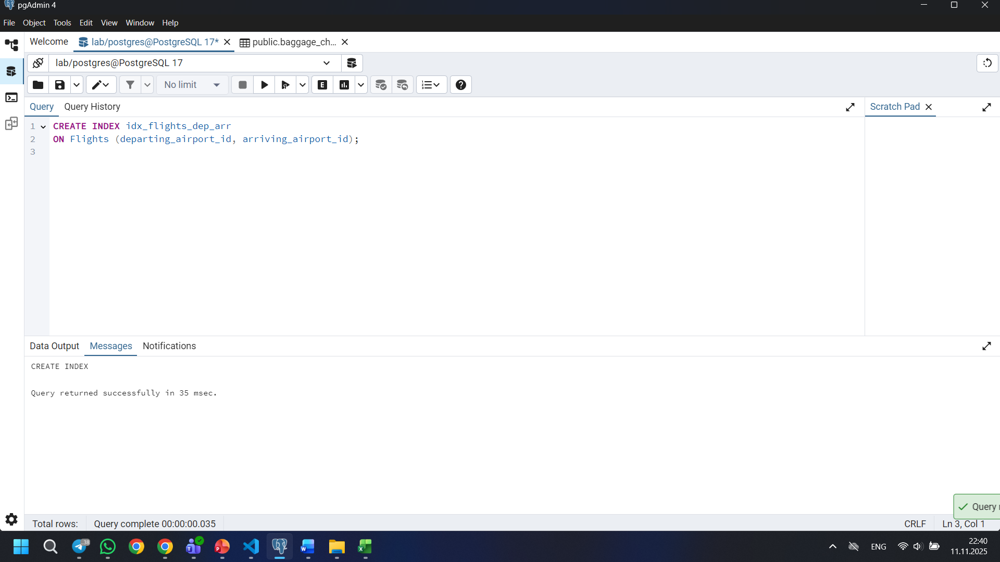 pgAdmin 4
File Object Tools Edit View Window Help
Welcome lab/postgres@PostgreSQL 17* public.baggage_ch...
lab/postgres@PostgreSQL 17
No limit
Query Query History Scratch Pad
1 CREATE INDEX idx_flights_dep_arr
2 ON Flights (departing_airport_id, arriving_airport_id);
3
Data Output Messages Notifications
CREATE INDEX
Query returned successfully in 35 msec.
Query
Total rows: Query complete 00:00:00.035 CRLF Ln 3, Col 1
..38
ENG
22:40
11.11.2025